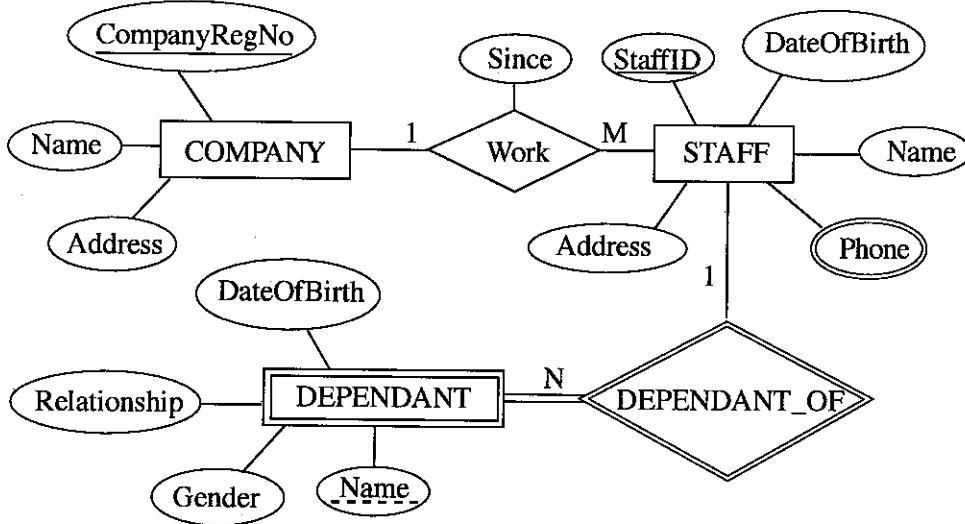 CompanyRegNo
Since
StaffID
DateOfBirth
Name
COMPANY
1
Work
M
STAFF
Name
Address
Address
Phone
1
DateOfBirth
Relationship
DEPENDANT
N
DEPENDANT_OF
Gender
Name